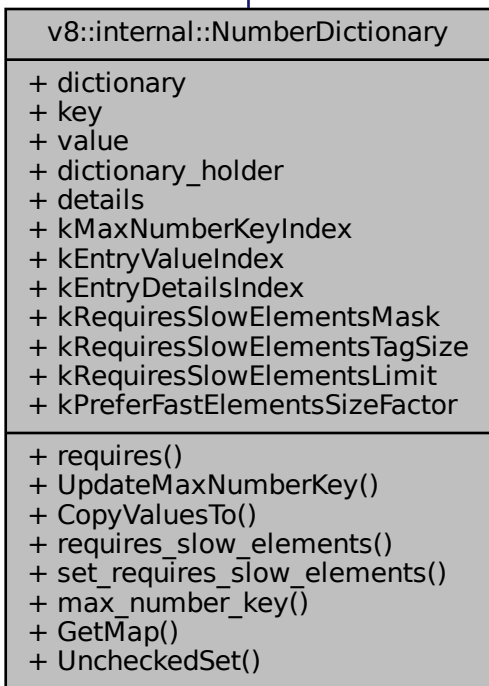 v8::internal::NumberDictionary
+ dictionary
+ key
+ value
+ dictionary_holder
+ details
+ kMaxNumberKeyIndex
+ kEntryValueIndex
+ kEntryDetailsIndex
+ kRequiresSlowElementsMask
+ kRequiresSlowElementsTagSize
+ kRequiresSlowElementsLimit
+ kPreferFastElementsSizeFactor
+ requires()
+ UpdateMaxNumberKey()
+ CopyValuesTo()
+ requires_slow_elements()
+ set_requires_slow_elements()
+ max_number_key()
+ GetMap()
+ UncheckedSet()